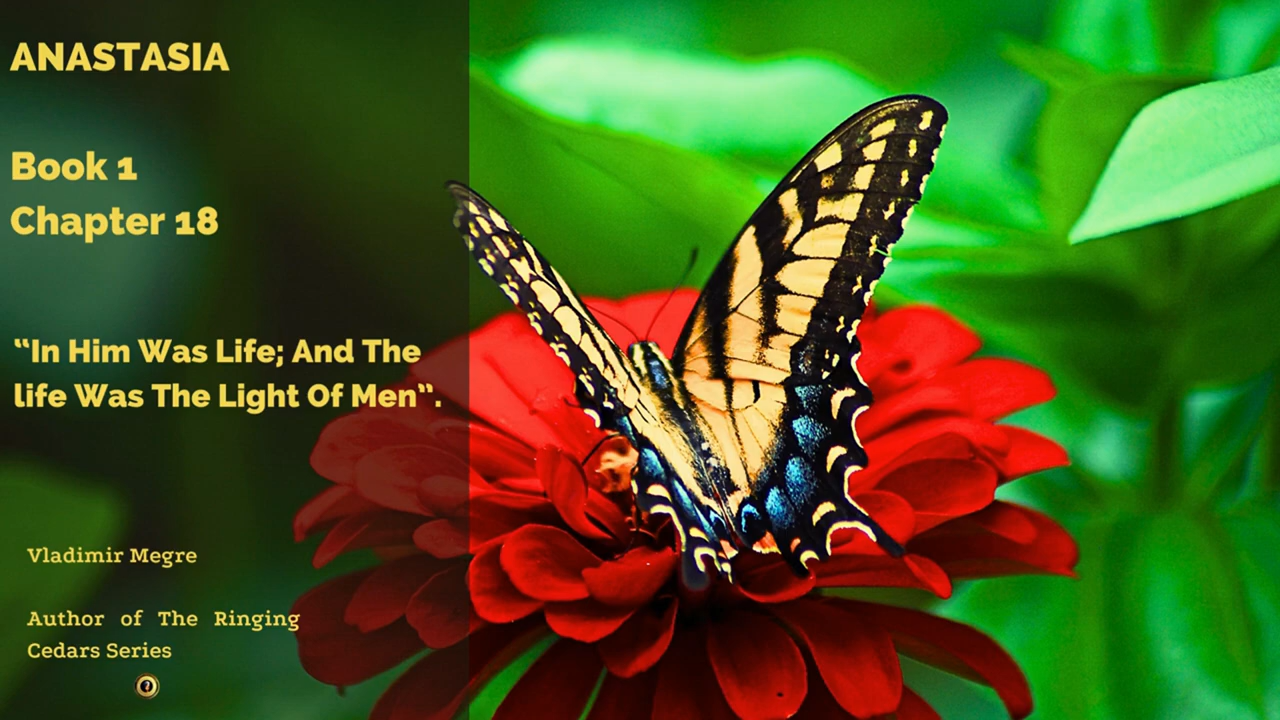 ANASTASIA
Book 1
Chapter 18
“In Him Was Life; And The
life Was The Light Of Men”.
Vladimir Megre
Author of The Ringing
Cedars Series